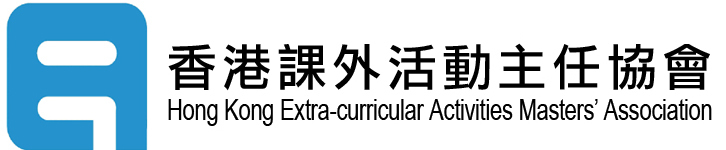 香港課外活動主任協會
Hong Kong Extra-curricular Activities Masters' Association